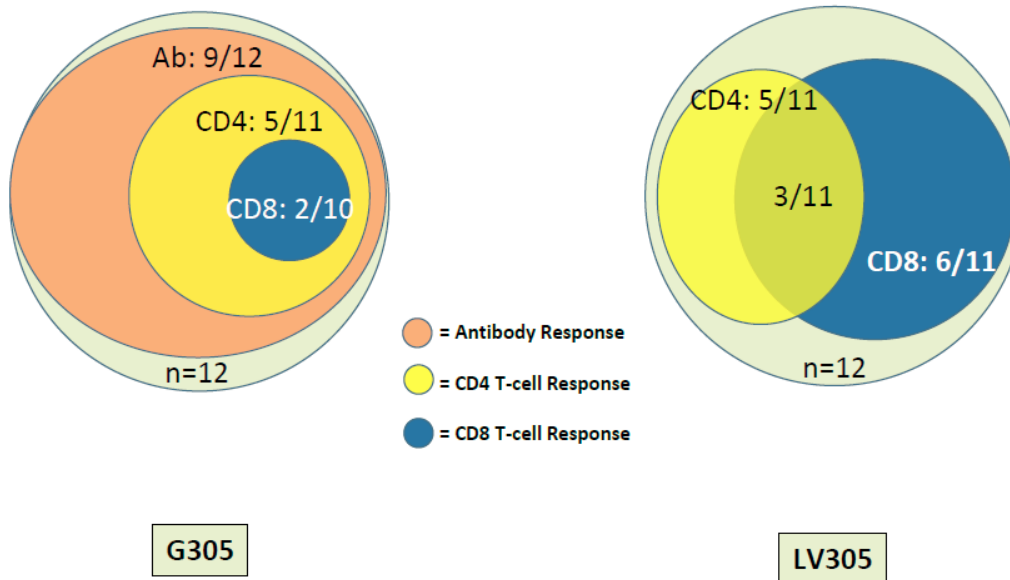 Ab: 9/12
CD4: 5/11
CD8: 2/10
n=12
G305
= Antibody Response
= CD4 T-cell Response
= CD8 T-cell Response
CD4: 5/11
3/11
CD8: 6/11
n=12
LV305